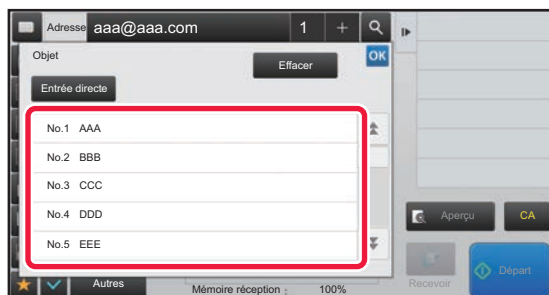 Adresse aaa@aaa.com 1 +
Objet
Effacer
OK
Entrée directe
No.1 AAA
No.2 BBB
No.3 CCC
No.4 DDD
No.5 EEE
Aperçu
CA
Autres
Mémoire réception : 100%
Recevoir
Départ